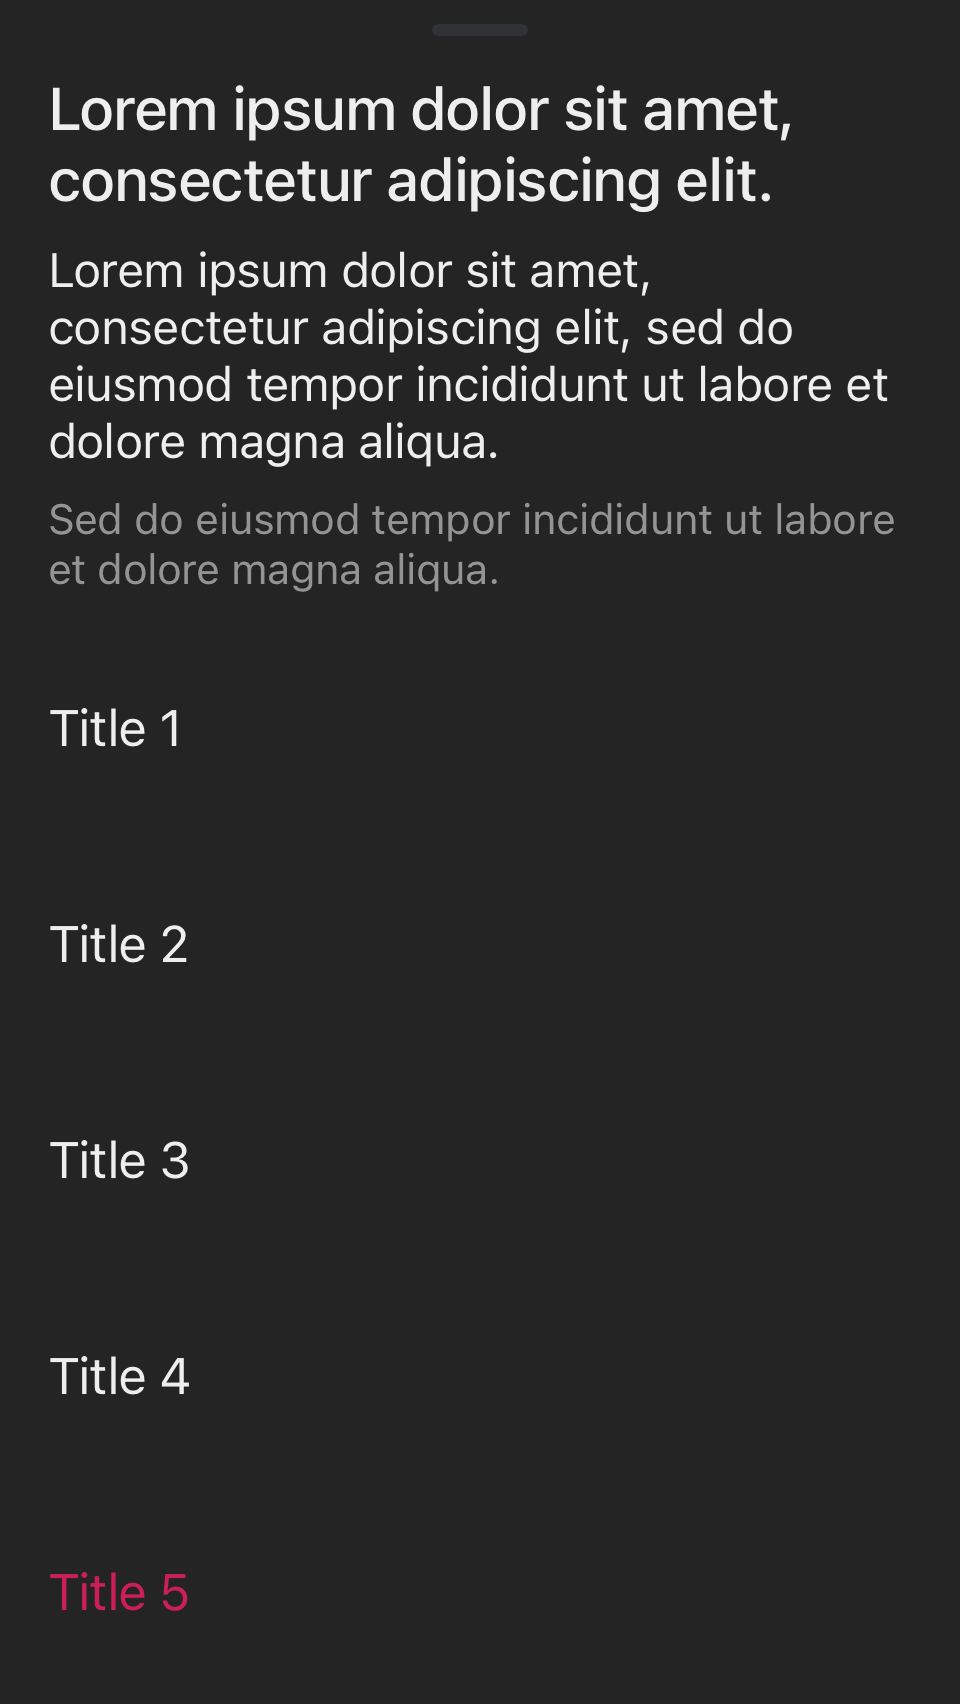 Lorem ipsum dolor sit amet,
consectetur adipiscing elit.
Lorem ipsum dolor sit amet,
consectetur adipiscing elit, sed do
eiusmod tempor incididunt ut labore et
dolore magna aliqua.
Sed do eiusmod tempor incididunt ut labore
et dolore magna aliqua.
Title 1
Title 2
Title 3
Title 4
Title 5